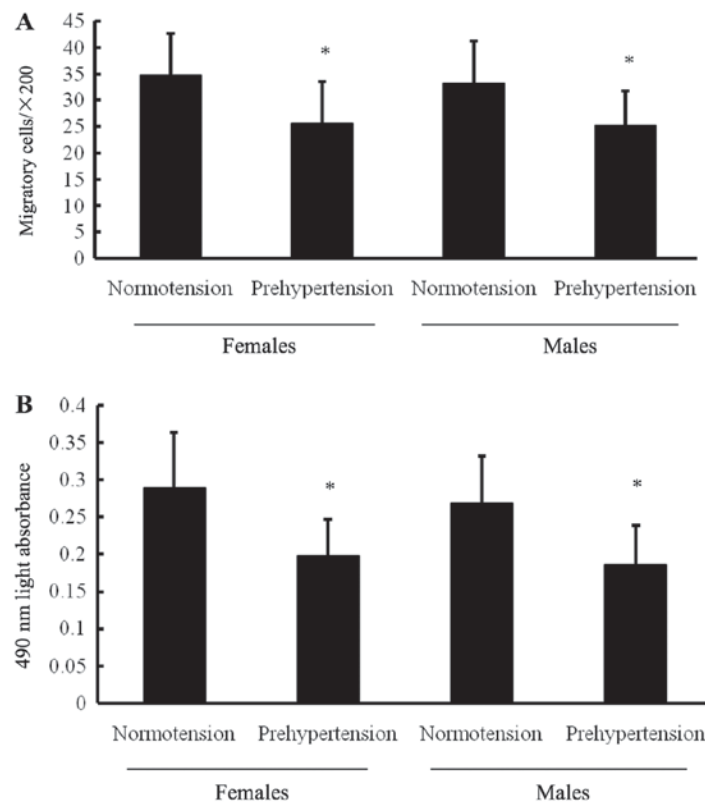 A
Migratory cells/×200
45
40
35
30
25
20
15
10
5
0
*
*
Normotension Prehypertension Normotension Prehypertension
Females Males
B
490 nm light absorbance
0.4
0.35
0.3
0.25
0.2
0.15
0.1
0.05
0
*
*
Normotension Prehypertension Normotension Prehypertension
Females Males